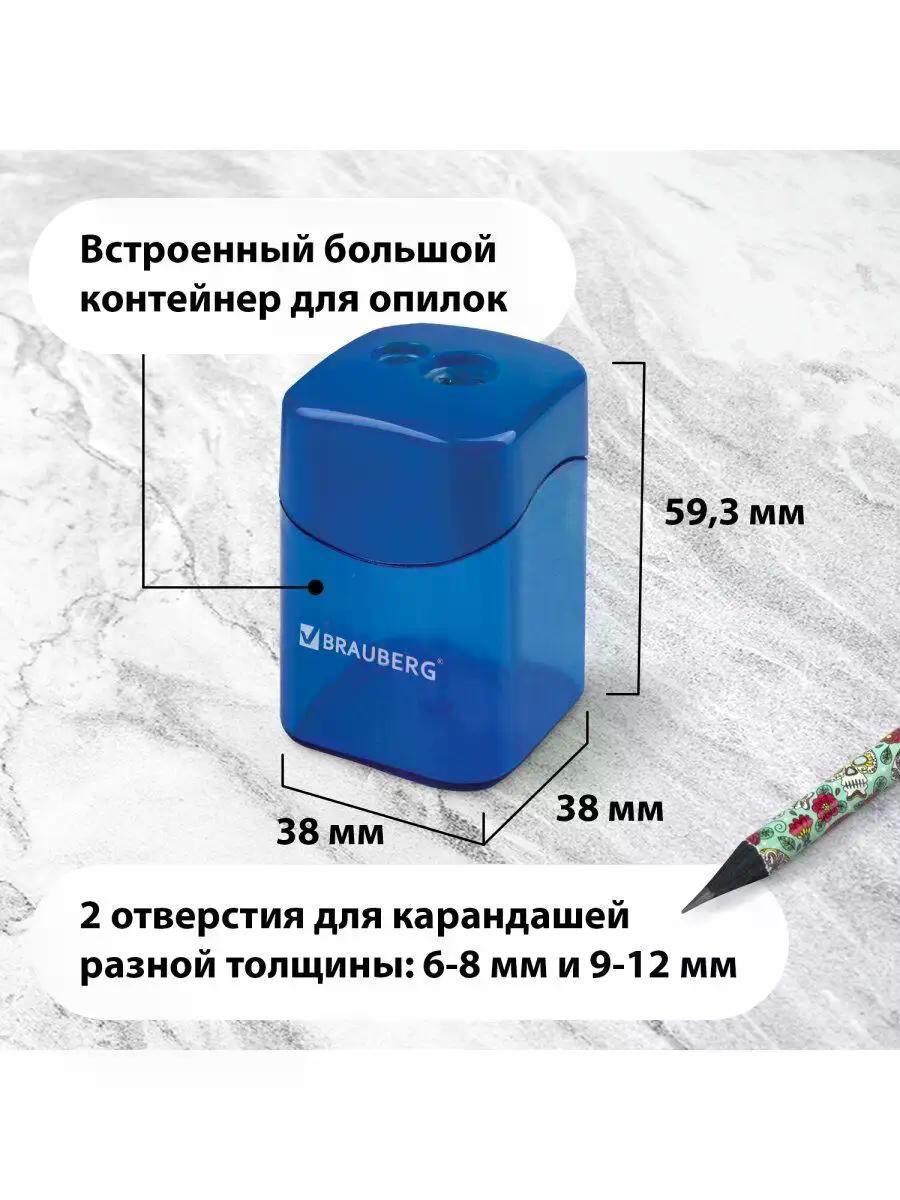 Встроенный большой
контейнер для опилок
59,3 мм
BRAUBERG®
38 мм
38 мм
2 отверстия для карандашей
разной толщины: 6-8 мм и 9-12 мм